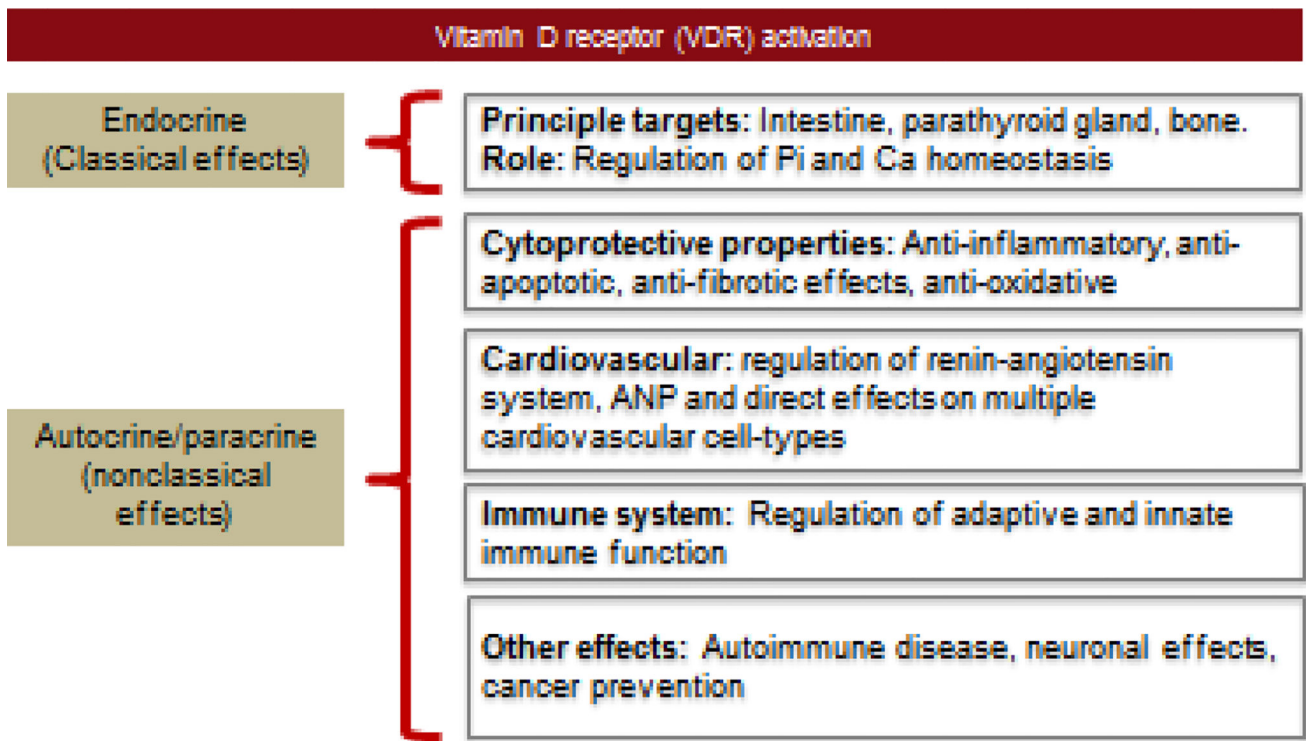 Vitamin D receptor (VDR) activation
Endocrine
(Classical effects)
Principle targets: Intestine, parathyroid gland, bone.
Role: Regulation of Pi and Ca homeostasis
Autocrine/paracrine
(nonclassical
effects)
Cytoprotective properties: Anti-inflammatory, anti-
apoptotic, anti-fibrotic effects, anti-oxidative
Cardiovascular: regulation of renin-angiotensin
system, ANP and direct effects on multiple
cardiovascular cell-types
Immune system: Regulation of adaptive and innate
immune function
Other effects: Autoimmune disease, neuronal effects,
cancer prevention